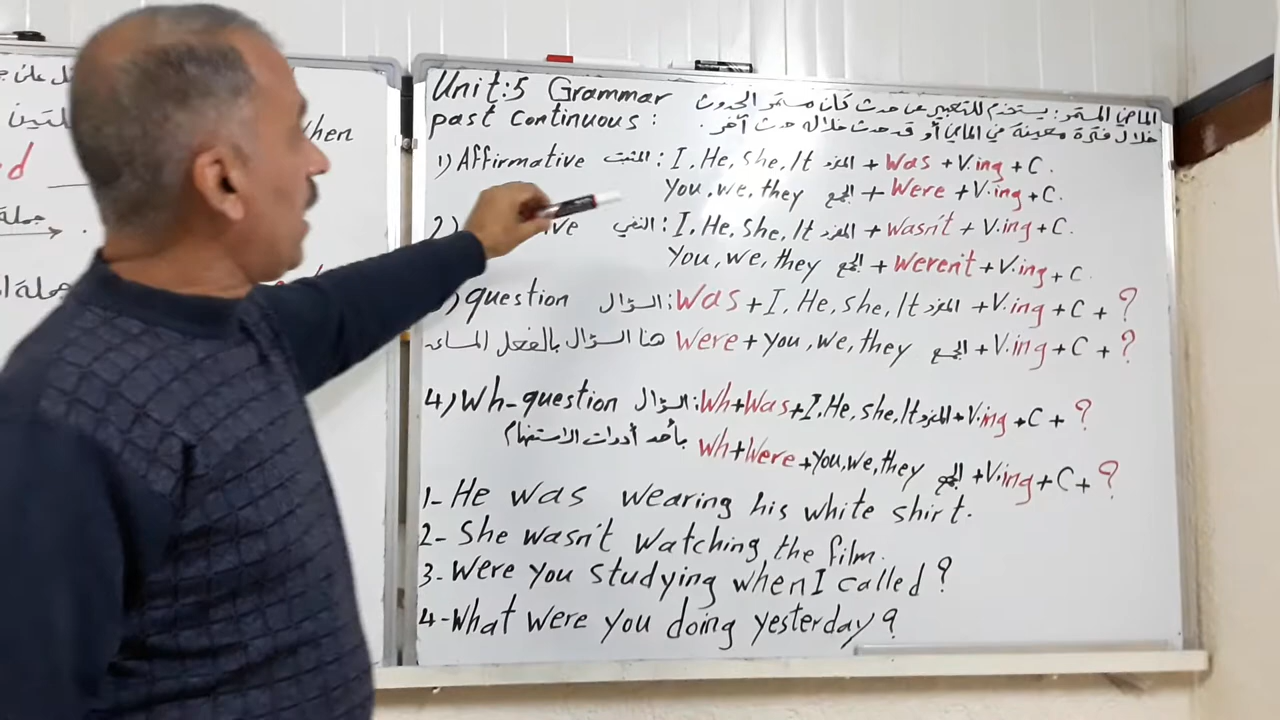 When
Unit:5 Grammar
past continuous :
الماضي المستمر: يستخدم للتعبير عن حدث كان مستمر الحدوث
خلال فترة معينة في الماضي أو قد حدث خلاله حدث آخر.
1) Affirmative المثبت : I, He, She, It المفرد + was + V.ing + C.
You, we, they الجمع + were + V.ing + C.
2) ive النفي : I, He, She, It المفرد + wasn't + V.ing + C.
You, we, they الجمع + weren't + V.ing + C.
) question السؤال : Was + I, He, she, It المفرد + V.ing + C + ?
هنا السؤال بالفعل المساعد Were + you, we, they الجمع + V.ing + C + ?
4) Wh-question السؤال : Wh + Was + I, He, she, It المفرد + V.ing + C + ?
بأحد أدوات الاستفهام wh + Were + you, we, they الجمع + V.ing + C + ?
1- He was wearing his white shirt.
2- She wasn't watching the film.
3- Were you studying when I called ?
4- What were you doing yesterday ?